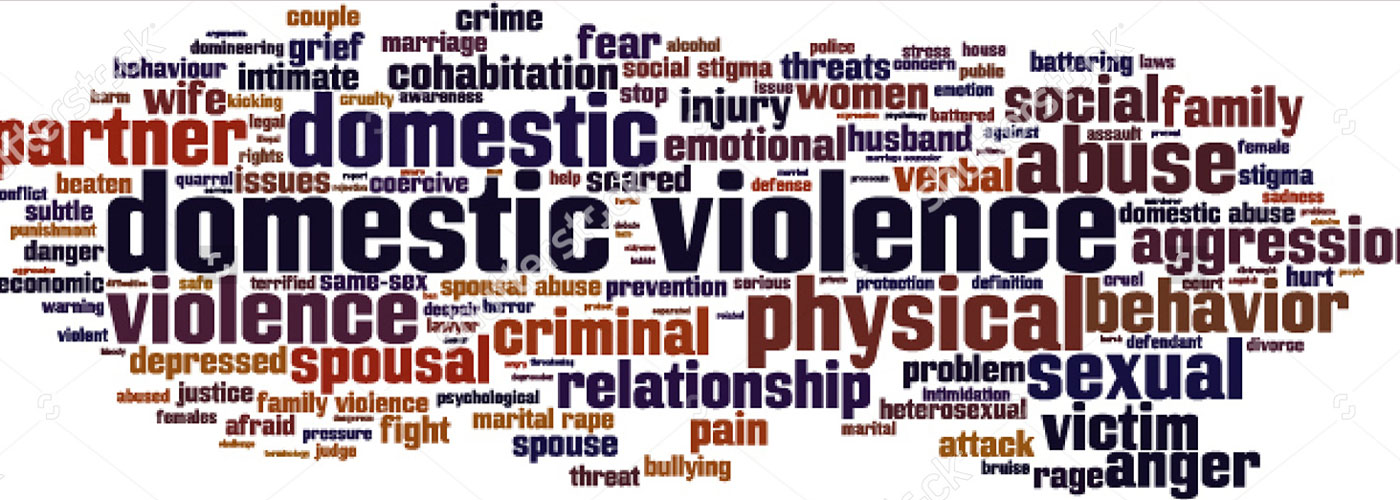 couple
crime
arguments
domineering
grief
marriage
fear
alcohol
police
stress
house
behaviour
intimate
cohabitation
social stigma
threats
concern
public
battering
laws
harm
wife
kicking
cruelty
awareness
stop
injury
issue
women
emotion
social
family
partner
legal
domestic
emotional
husband
battered
against
assault
abuse
female
rights
beaten
quarrel
issues
coercive
help
scared
defense
verbal
stigma
sadness
conflict
subtle
punishment
danger
domestic violence
domestic abuse
aggression
economic
safe
terrified
same-sex
spousal abuse
prevention
serious
protection
definition
cruel
court
hurt
people
warning
violence
despair
horror
physical
behavior
violent
lawyer
criminal
defendant
divorce
depressed
spousal
relationship
problem
sexual
abused
justice
family violence
psychological
intimidation
females
afraid
pressure
fight
marital rape
heterosexual
victim
judge
spouse
pain
marital
attack
threat
bullying
bruise
rage
anger